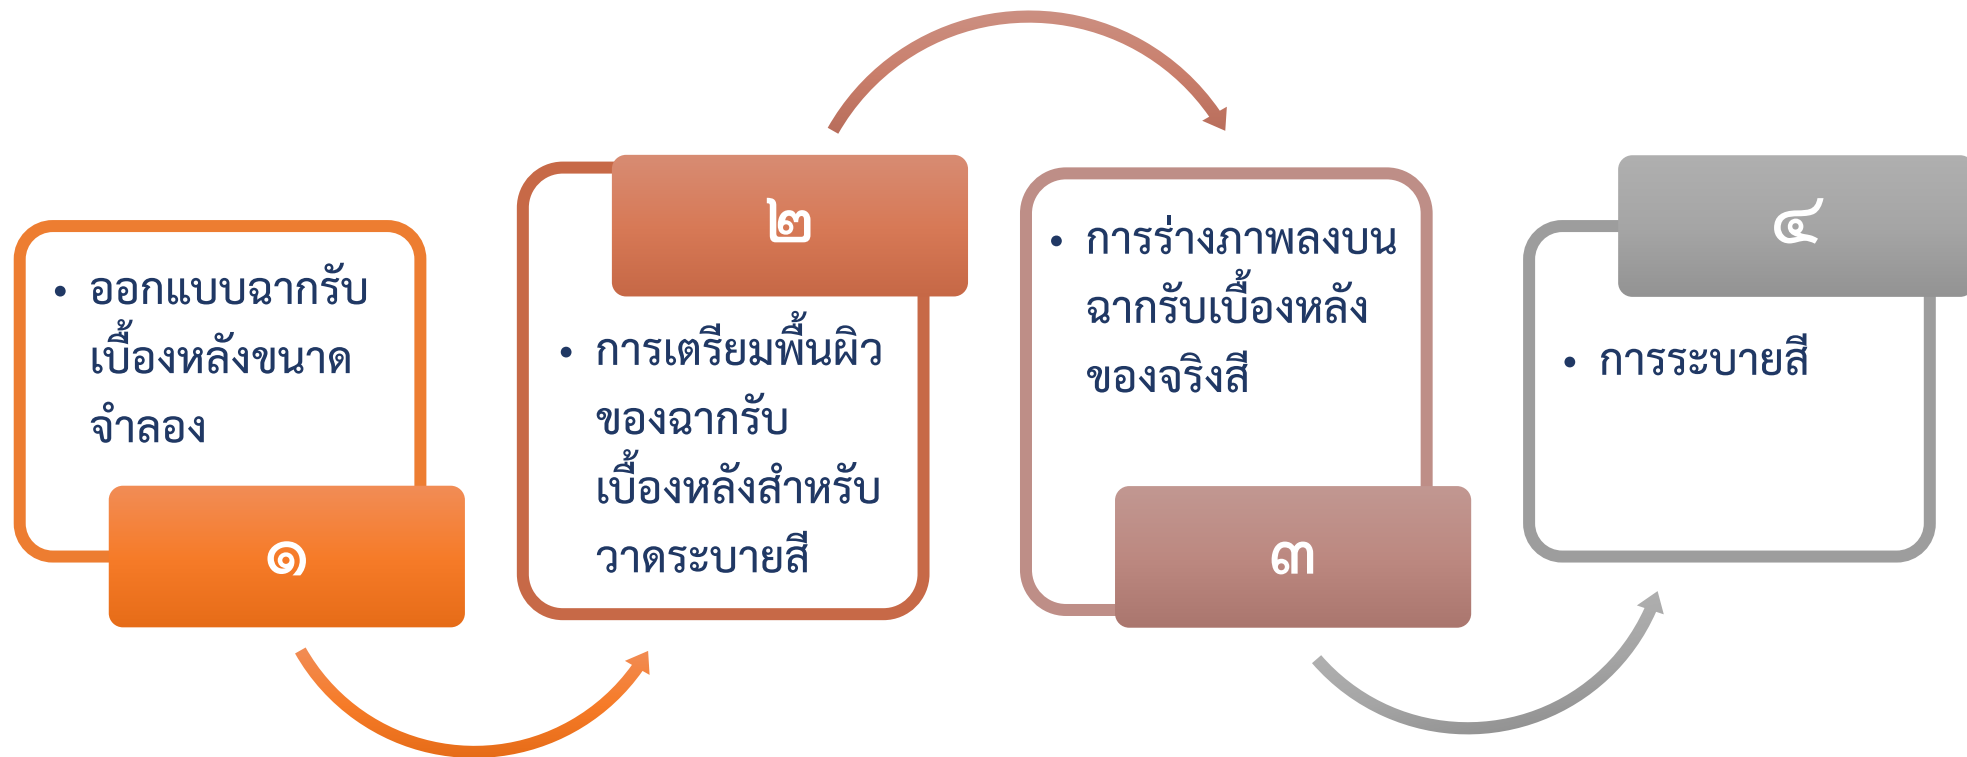 • ออกแบบฉากรับ
เบื้องหลังขนาด
จำลอง
๑
๒
• การเตรียมพื้นผิว
ของฉากรับ
เบื้องหลังสำหรับ
วาดระบายสี
• การร่างภาพลงบน
ฉากรับเบื้องหลัง
ของจริงสี
๓
๔
• การระบายสี